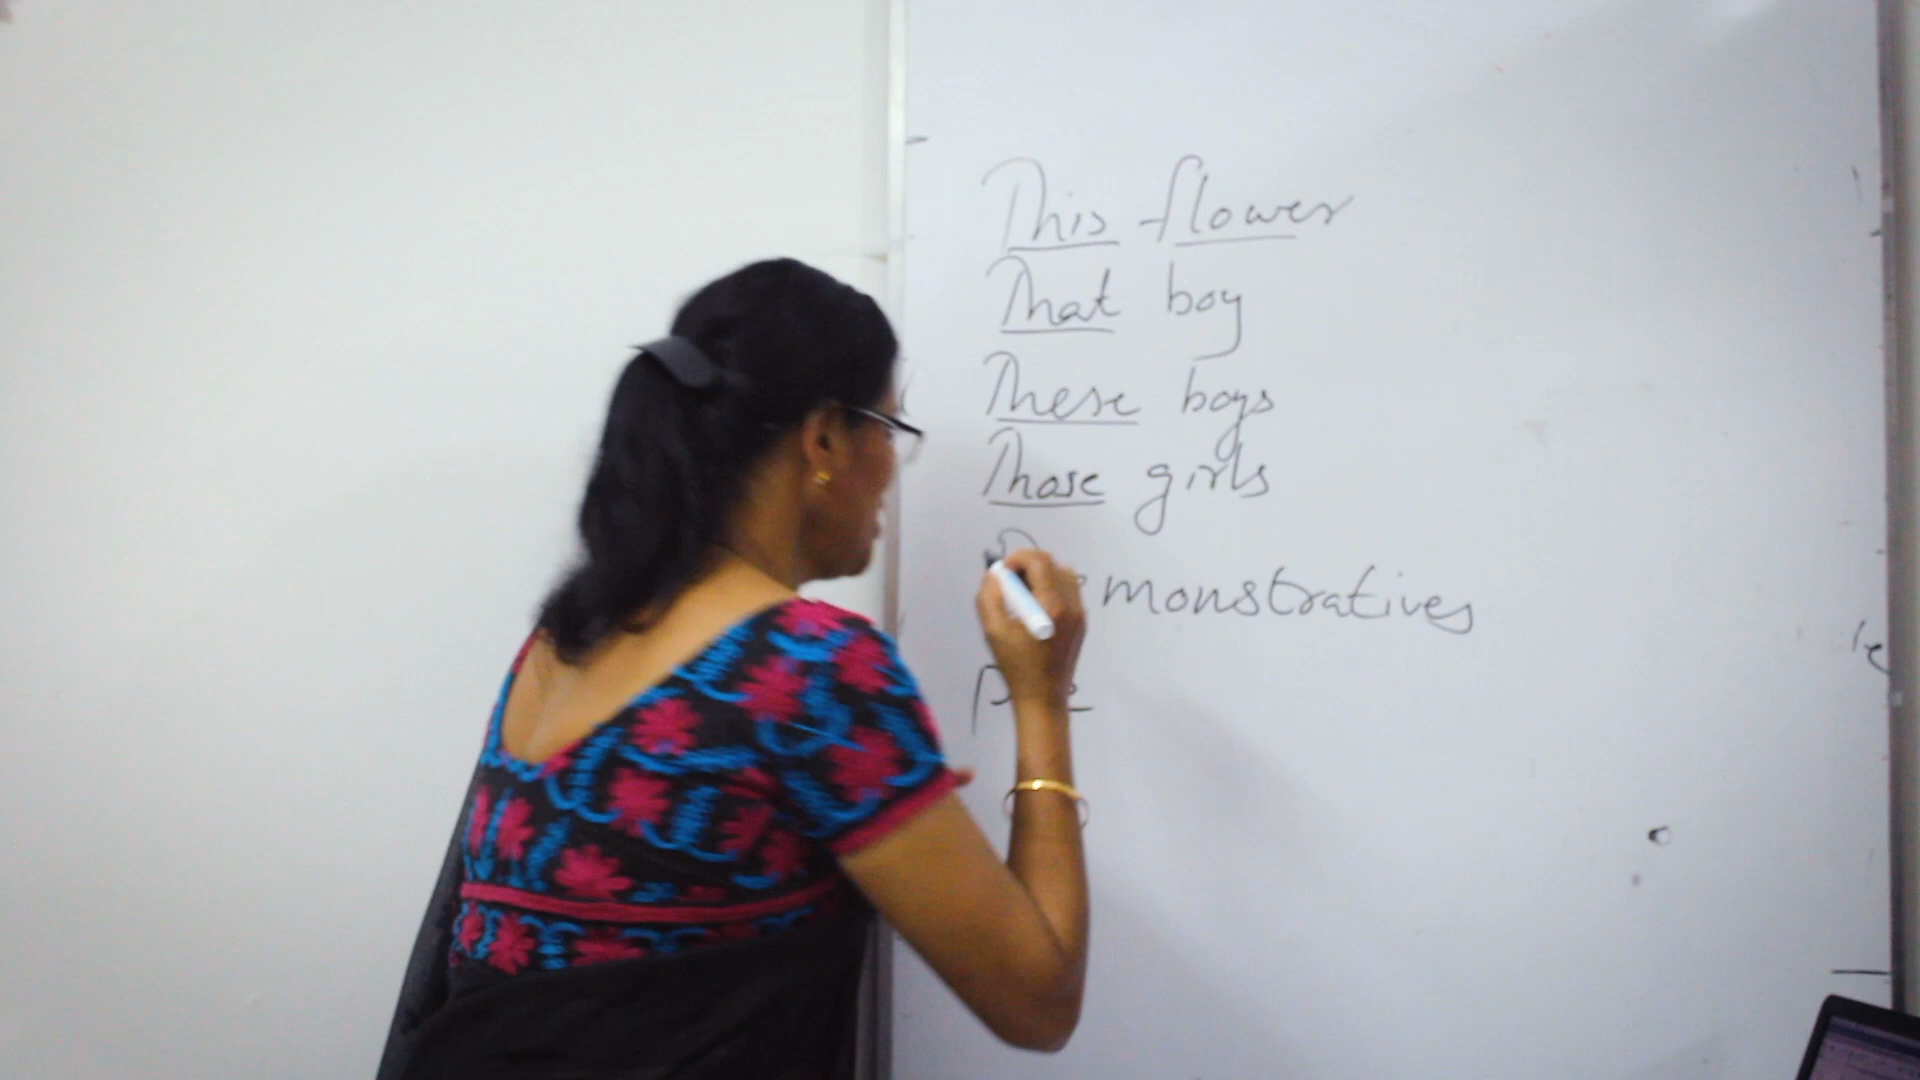 This flower
That boy
These boys
Those girls
Demonstratives